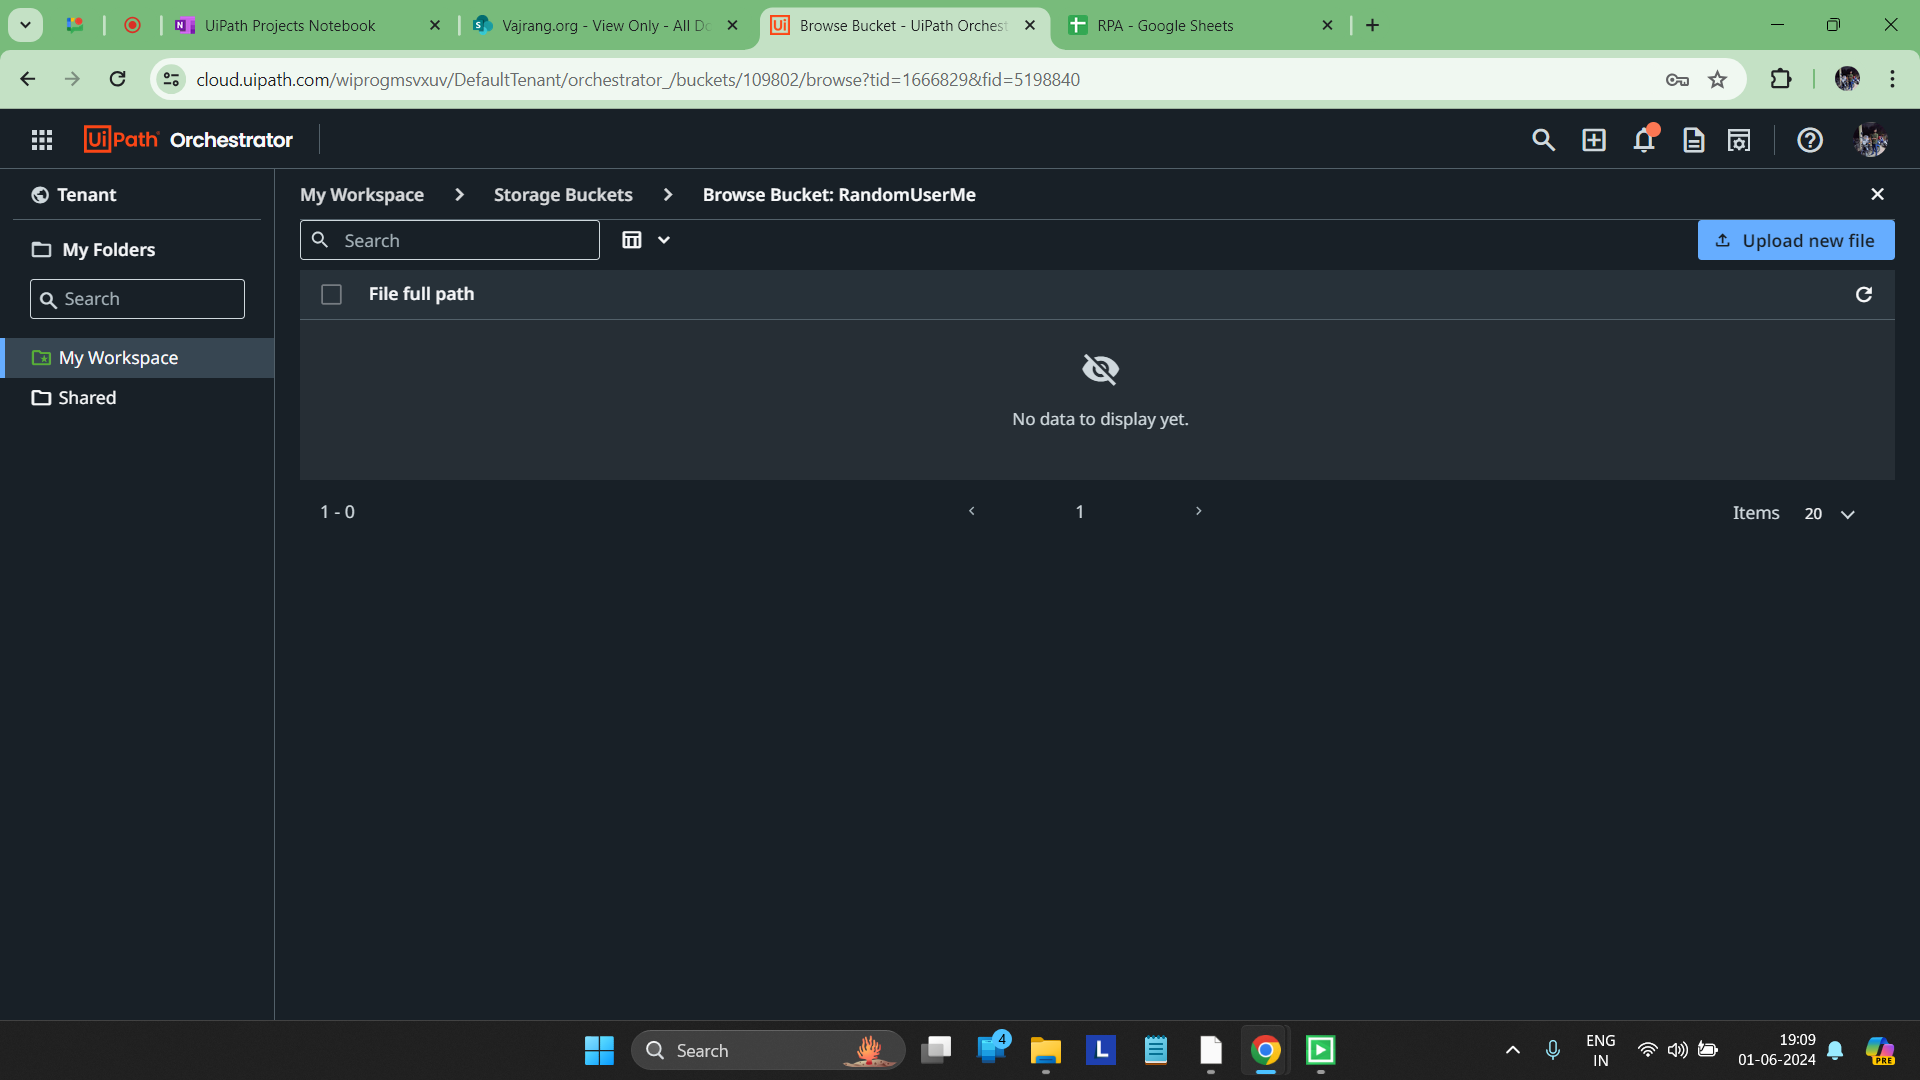 UiPath Projects Notebook
Vajrang.org - View Only - All Do
Browse Bucket - UiPath Orchest
RPA - Google Sheets
cloud.uipath.com/wiprogmsvxuv/DefaultTenant/orchestrator_/buckets/109802/browse?tid=1666829&fid=5198840
UiPath Orchestrator
Tenant
My Folders
Search
My Workspace
Shared
My Workspace > Storage Buckets > Browse Bucket: RandomUserMe
Search
Upload new file
File full path
No data to display yet.
1 - 0
1
Items 20
Search
4
L
ENG
IN
19:09
01-06-2024
PRE